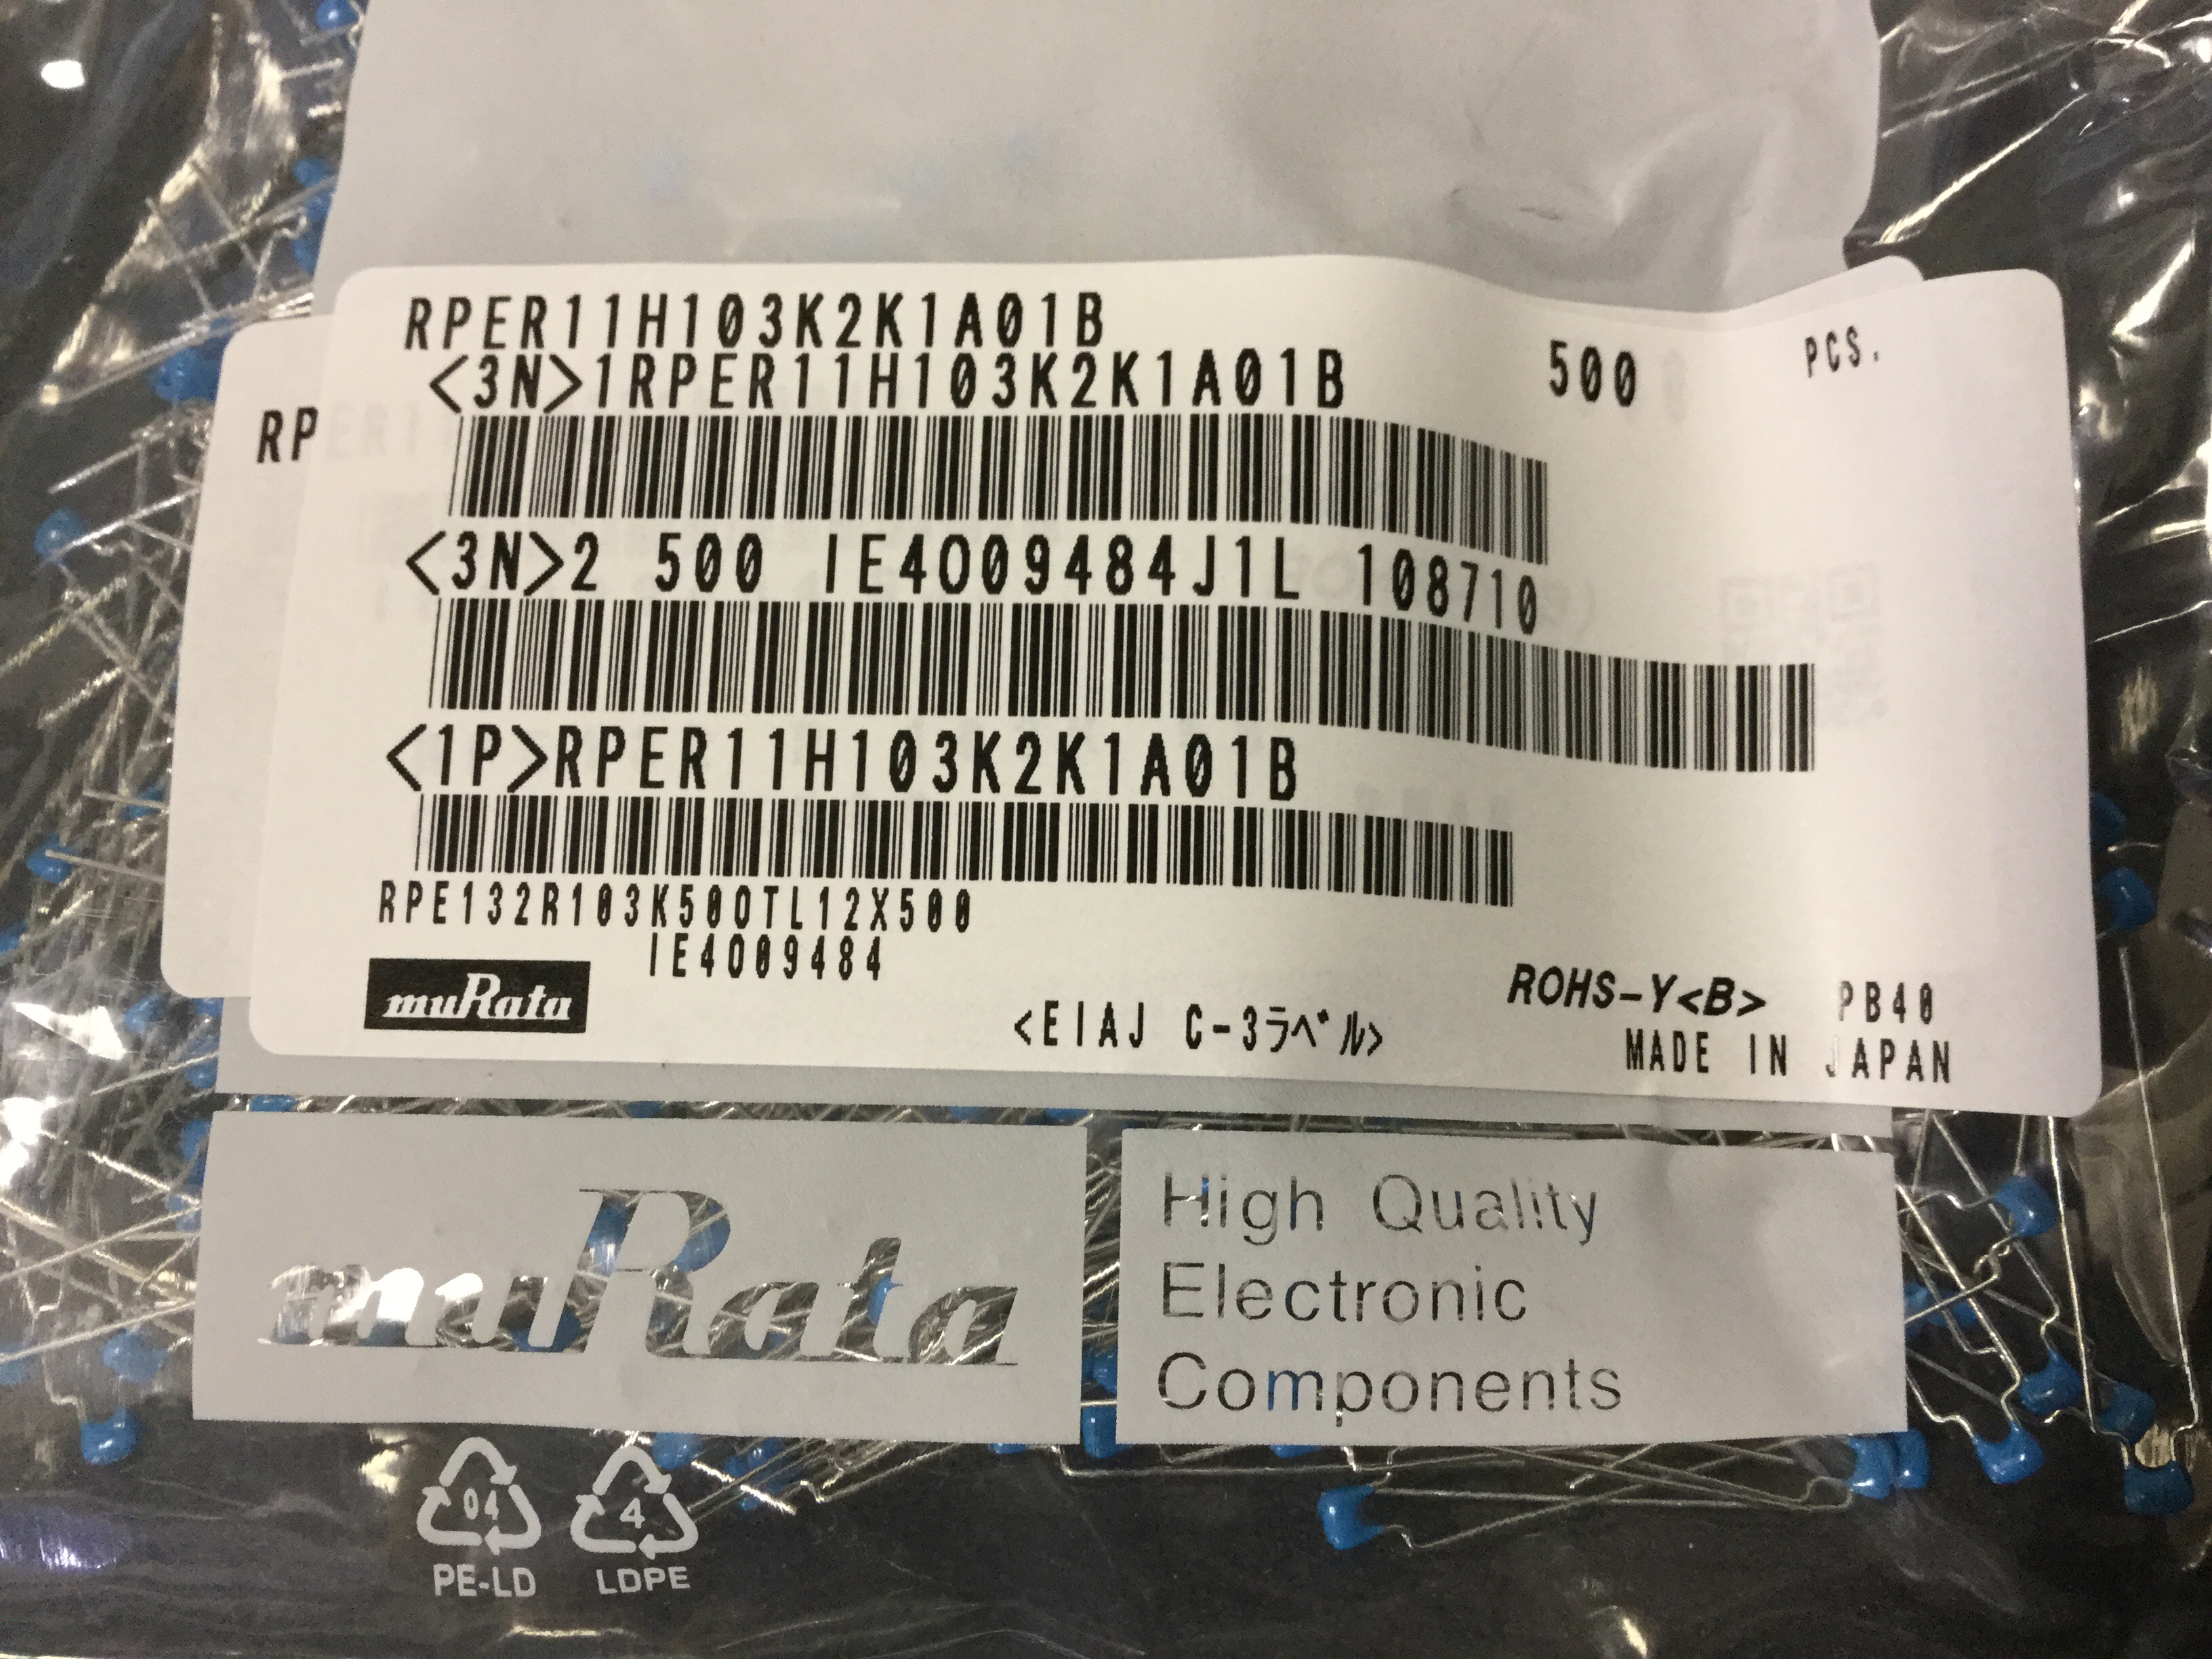 RPER11H103K2K1A01B
<3N>1RPER11H103K2K1A01B 500 PCS.
RP
<3N>2 500 IE4009484J1L 108710
<1P>RPER11H103K2K1A01B
RPE132R103K50OTL12X500
IE4009484
muRata
<EIAJ C-3ラベル>
ROHS-Y<B> PB40
MADE IN JAPAN
muRata
High Quality
Electronic
Components
04
PE-LD
4
LDPE